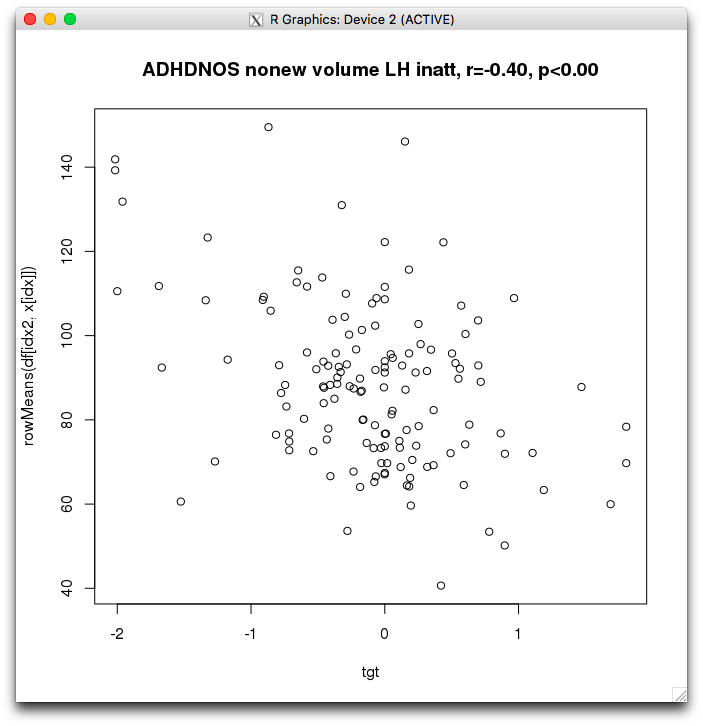 R Graphics: Device 2 (ACTIVE)
ADHDNOS nonew volume LH inatt, r=-0.40, p<0.00
rowMeans(df[idx2, x[idx]])
140
120
100
80
60
40
-2 -1 0 1
tgt